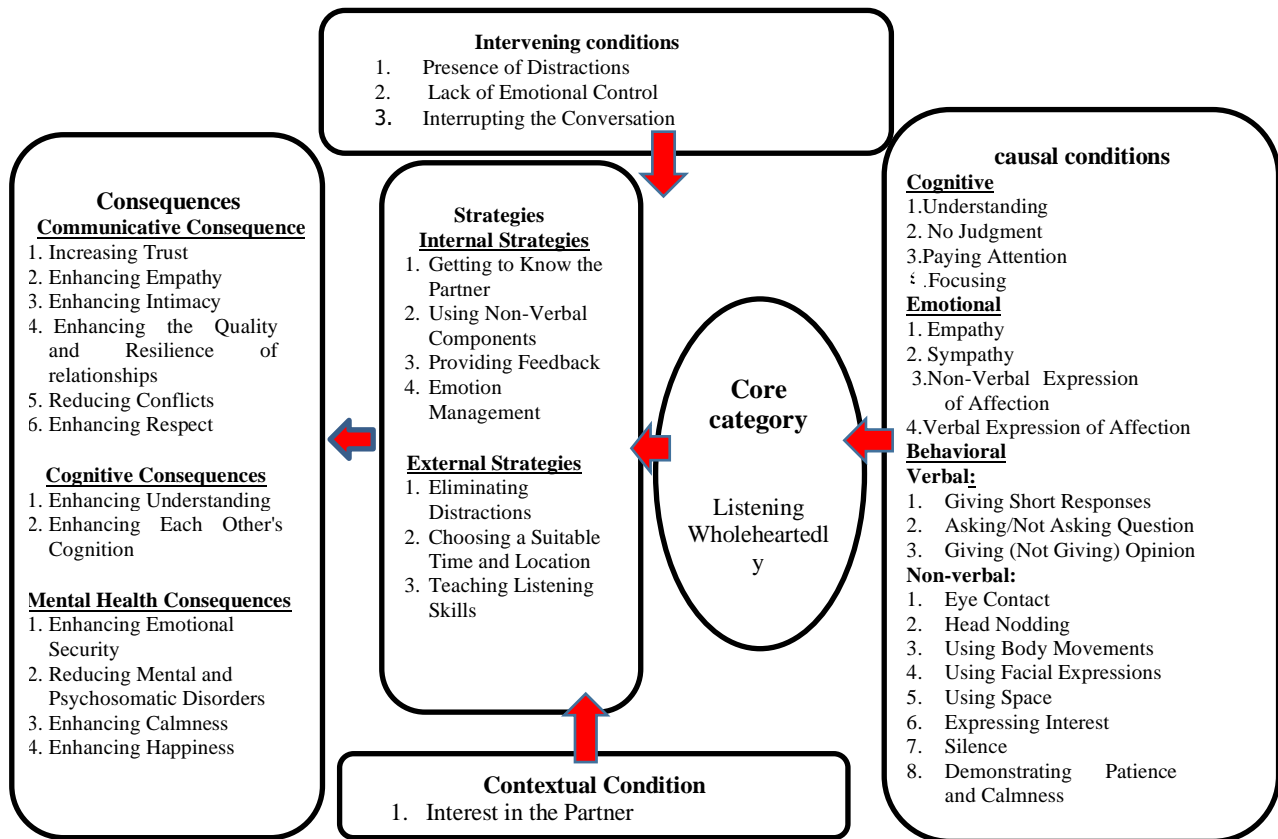 Intervening conditions
1. Presence of Distractions
2. Lack of Emotional Control
3. Interrupting the Conversation
Consequences
Communicative Consequence
1. Increasing Trust
2. Enhancing Empathy
3. Enhancing Intimacy
4. Enhancing the Quality
and Resilience of
relationships
5. Reducing Conflicts
6. Enhancing Respect
Cognitive Consequences
1. Enhancing Understanding
2. Enhancing Each Other's
Cognition
Mental Health Consequences
1. Enhancing Emotional
Security
2. Reducing Mental and
Psychosomatic Disorders
3. Enhancing Calmness
4. Enhancing Happiness
Strategies
Internal Strategies
1. Getting to Know the
Partner
2. Using Non-Verbal
Components
3. Providing Feedback
4. Emotion
Management
External Strategies
1. Eliminating
Distractions
2. Choosing a Suitable
Time and Location
3. Teaching Listening
Skills
Core
category
Listening
Wholeheartedl
y
causal conditions
Cognitive
1.Understanding
2. No Judgment
3.Paying Attention
.Focusing
Emotional
1. Empathy
2. Sympathy
3.Non-Verbal Expression
of Affection
4.Verbal Expression of Affection
Behavioral
Verbal:
1. Giving Short Responses
2. Asking/Not Asking Question
3. Giving (Not Giving) Opinion
Non-verbal:
1. Eye Contact
2. Head Nodding
3. Using Body Movements
4. Using Facial Expressions
5. Using Space
6. Expressing Interest
7. Silence
8. Demonstrating Patience
and Calmness
Contextual Condition
1. Interest in the Partner